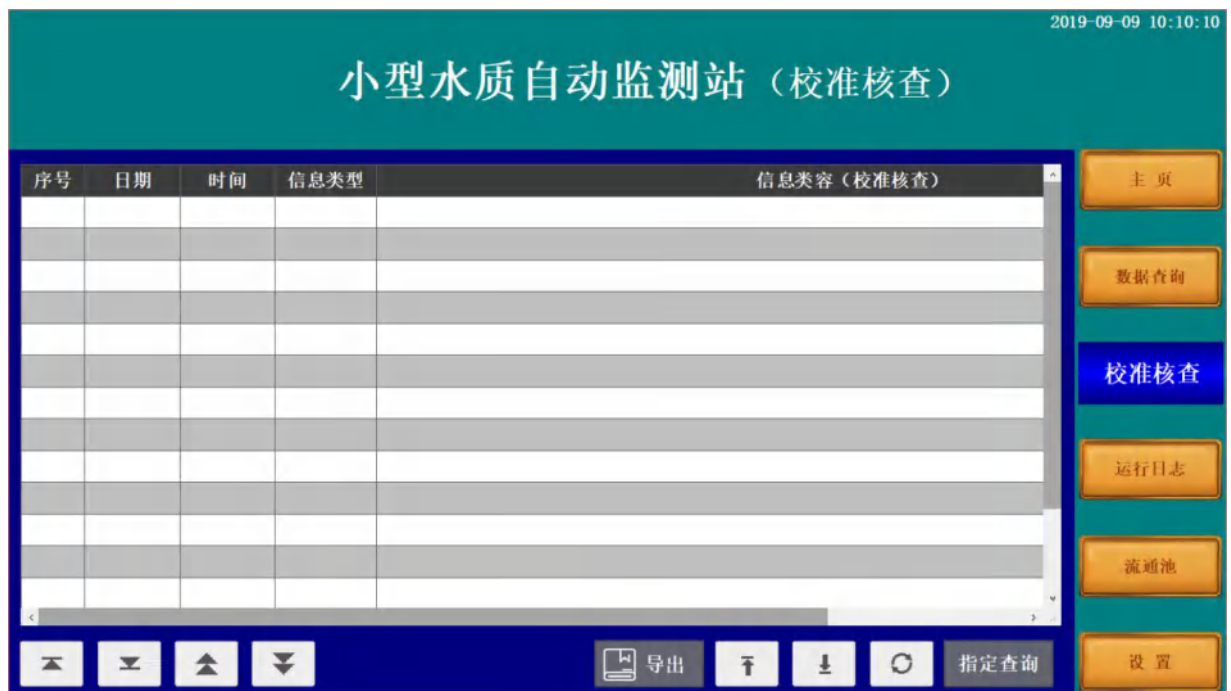 2019-09-09 10:10:10
小型水质自动监测站（校准核查）
序号 日期 时间 信息类型 信息类容（校准核查）
主 页
数据查询
校准核查
运行日志
流通池
设 置
导出
指定查询